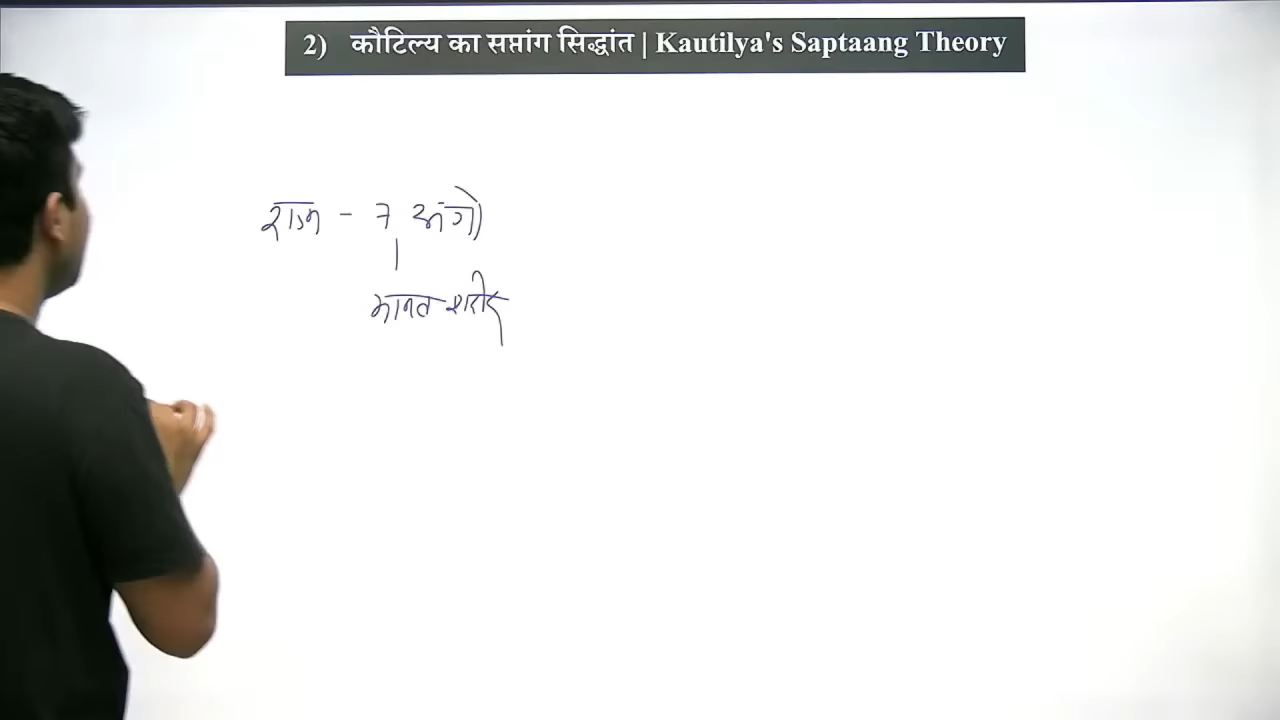 2) कौटिल्य का सप्तांग सिद्धांत | Kautilya's Saptaang Theory
राज्य - 7 अंगो
मानव शरीर